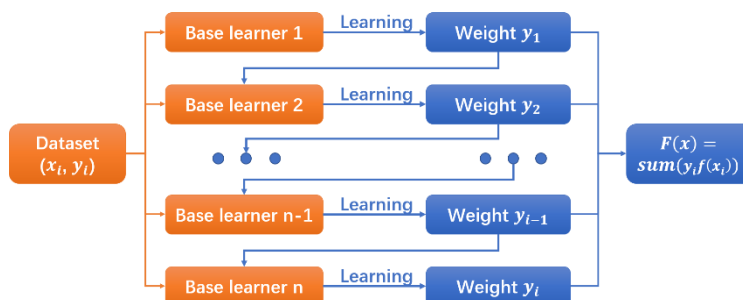 Base learner 1
Learning
Weight y₁
Base learner 2
Learning
Weight y₂
Dataset
(xᵢ, yᵢ)
F(x) =
sum(yᵢf(xᵢ))
Base learner n-1
Learning
Weight yᵢ₋₁
Base learner n
Learning
Weight yᵢ